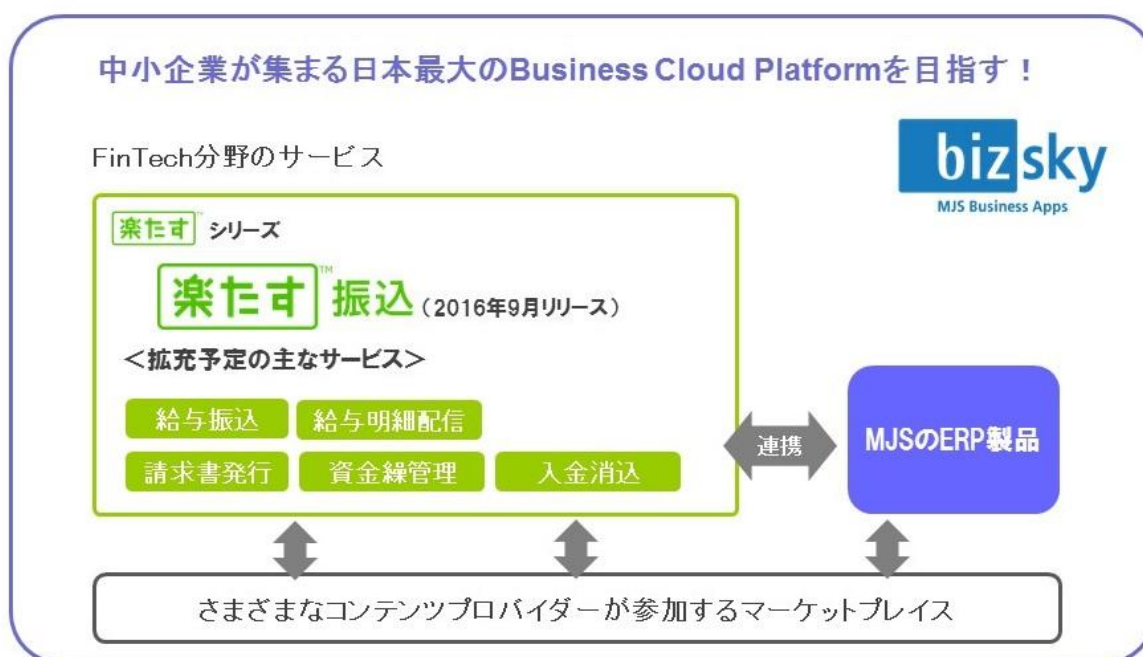 中小企業が集まる日本最大のBusiness Cloud Platformを目指す！
bizsky
MJS Business Apps
FinTech分野のサービス
楽たす™ シリーズ
楽たす™ 振込（2016年9月リリース）
＜拡充予定の主なサービス＞
給与振込 給与明細配信
請求書発行 資金繰管理 入金消込
連携
MJSのERP製品
さまざまなコンテンツプロバイダーが参加するマーケットプレイス